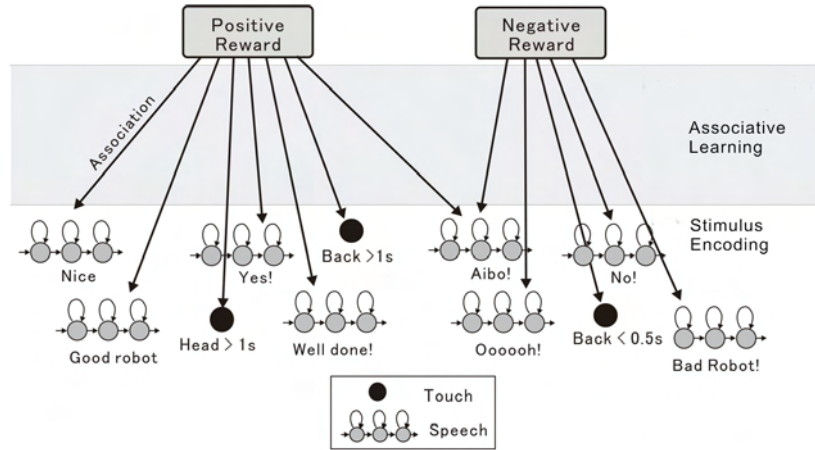 Positive
Reward
Negative
Reward
Association
Associative
Learning
Stimulus
Encoding
Nice
Yes!
Back >1s
Aibo!
No!
Good robot
Head > 1s
Well done!
Oooooh!
Back < 0.5s
Bad Robot!
Touch
Speech